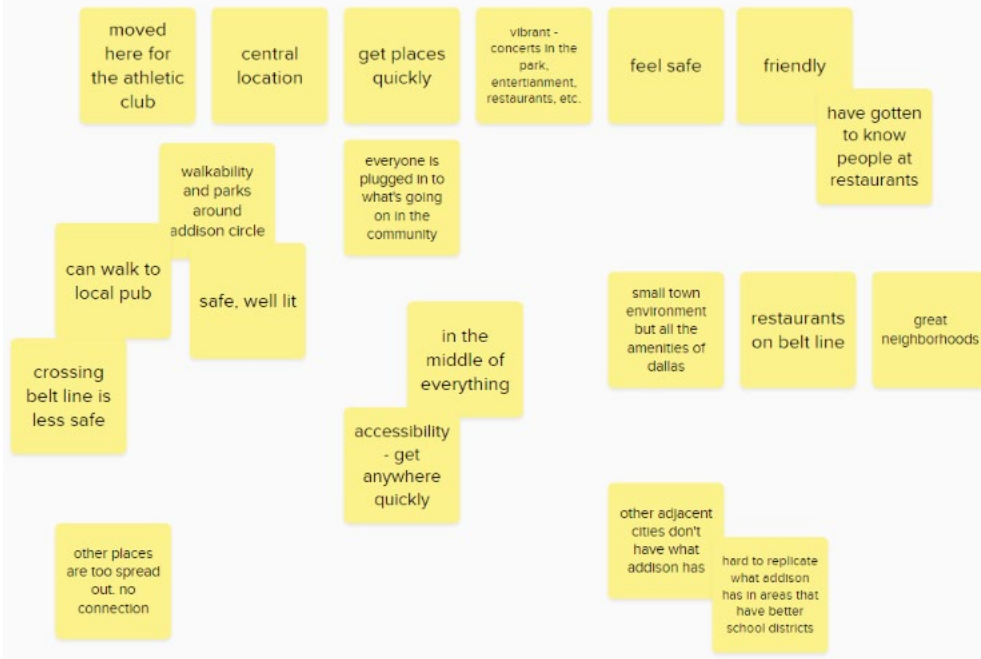 moved
here for
the athletic
club
central
location
get places
quickly
vibrant -
concerts in the
park,
entertianment,
restaurants, etc.
feel safe
friendly
have gotten
to know
people at
restaurants
walkability
and parks
around
addison circle
everyone is
plugged in to
what's going
on in the
community
can walk to
local pub
safe, well lit
crossing
belt line is
less safe
in the
middle of
everything
accessibility
- get
anywhere
quickly
small town
environment
but all the
amenities of
dallas
restaurants
on belt line
great
neighborhoods
other places
are too spread
out. no
connection
other adjacent
cities don't
have what
addison has
hard to replicate
what addison
has in areas that
have better
school districts